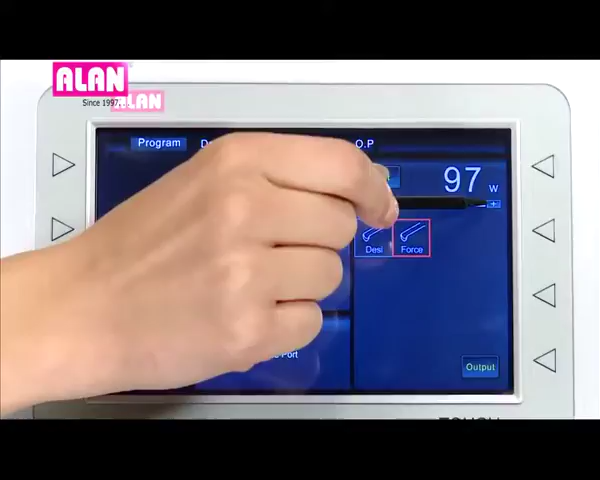 ALAN
Since 1997...
ALAN
Program
O.P
97 W
+
Desi Force
Port
Output